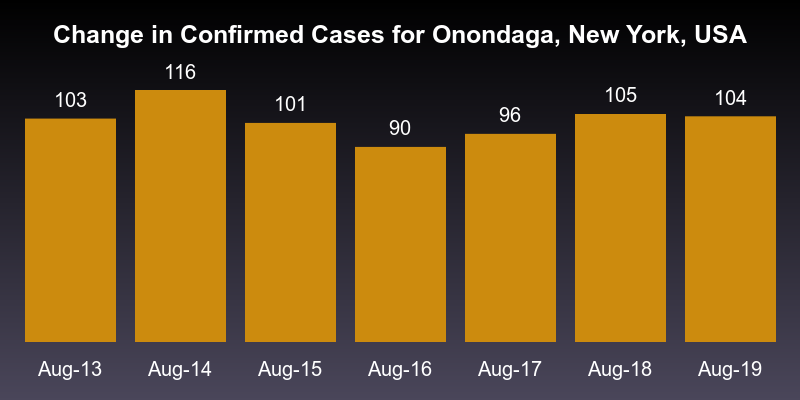 Change in Confirmed Cases for Onondaga, New York, USA
103 116 101 90 96 105 104
Aug-13 Aug-14 Aug-15 Aug-16 Aug-17 Aug-18 Aug-19